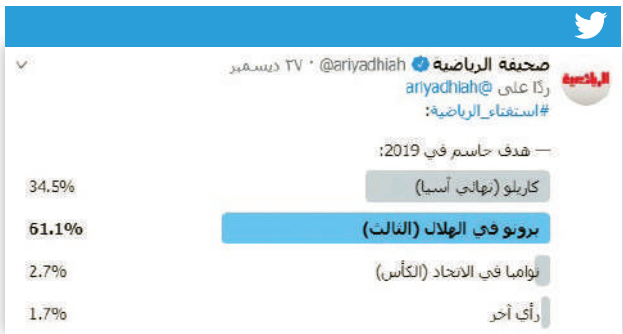 صحيفة الرياضية @ariyadhiah · ٢٧ ديسمبر
الرياضية
ردًا على @ariyadhiah
#استفتاء_الرياضية:
— هدف حاسم في 2019:
كاريلو (نهائي آسيا) 34.5%
برونو في الهلال (الثالث) 61.1%
نوامبا في الاتحاد (الكأس) 2.7%
رأي آخر 1.7%